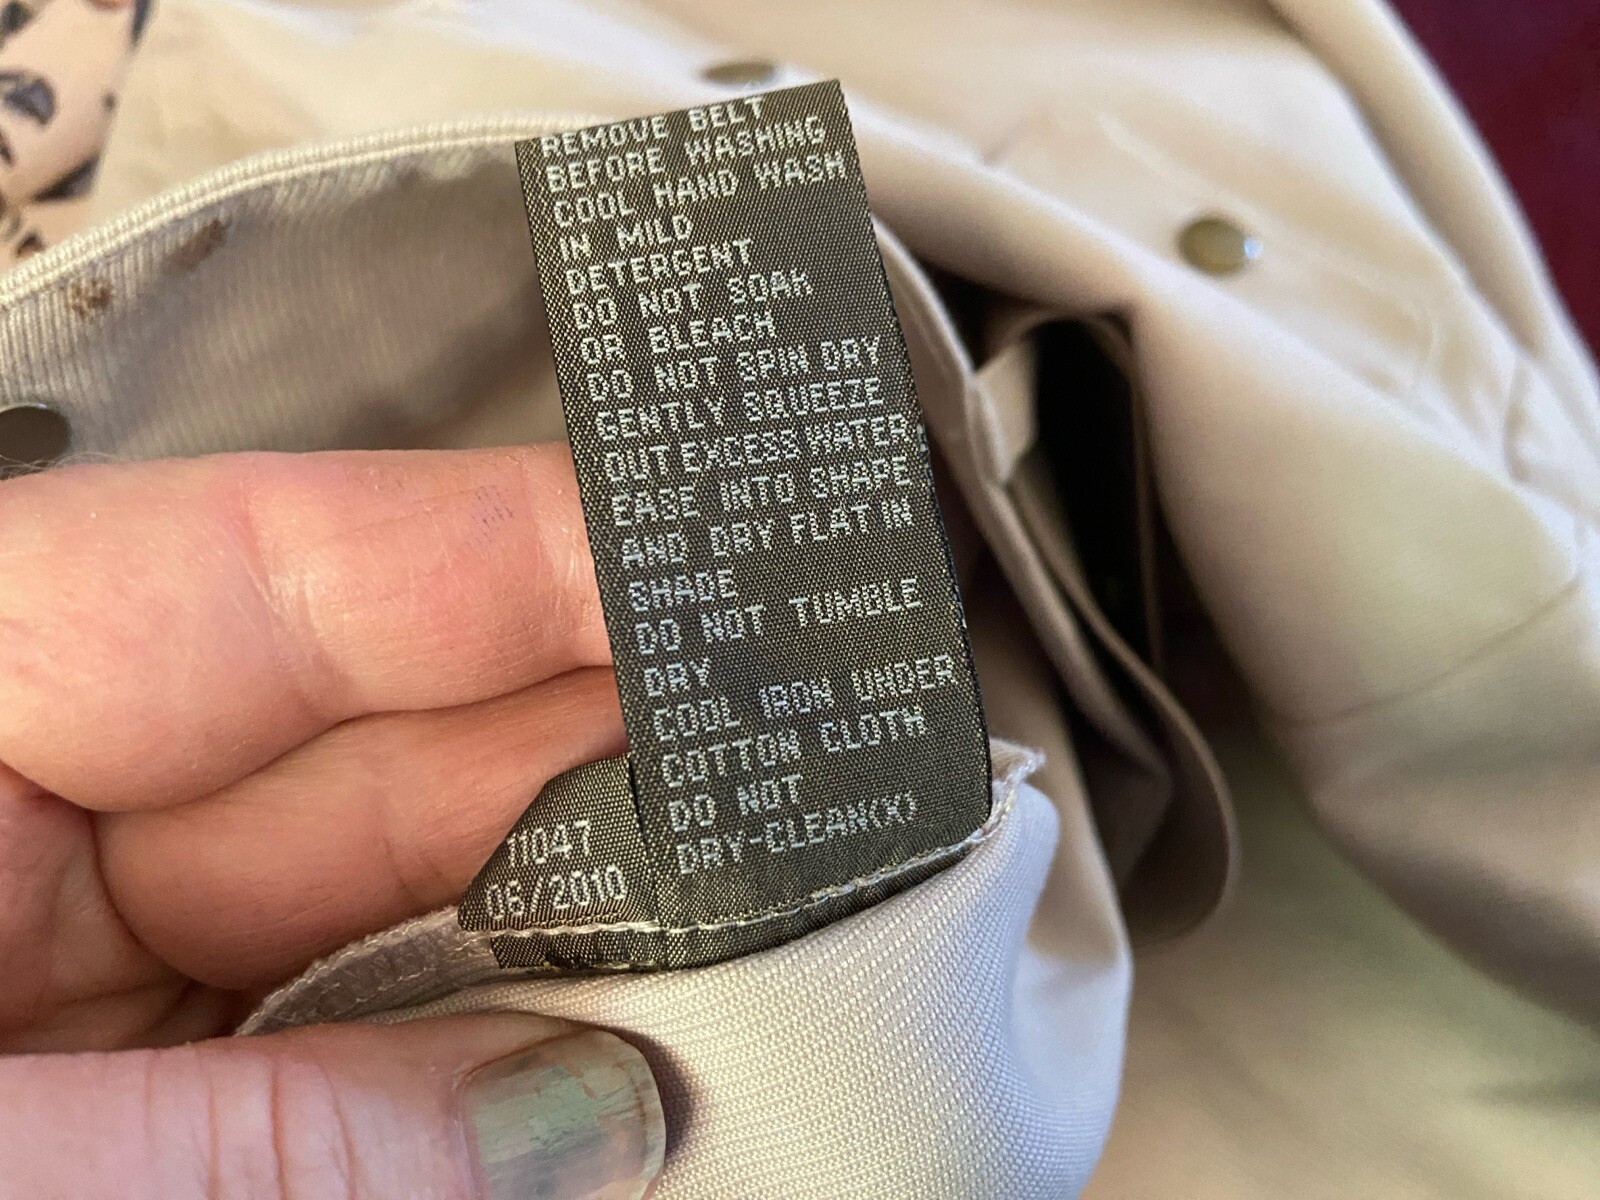 REMOVE BELT
BEFORE WASHING
COOL HAND WASH
IN MILD
DETERGENT
DO NOT SOAK
OR BLEACH
DO NOT SPIN DRY
GENTLY SQUEEZE
OUT EXCESS WATER,
EASE INTO SHAPE
AND DRY FLAT IN
SHADE
DO NOT TUMBLE
DRY
COOL IRON UNDER
COTTON CLOTH
DO NOT
DRY-CLEAN(X)
11047
06/2010